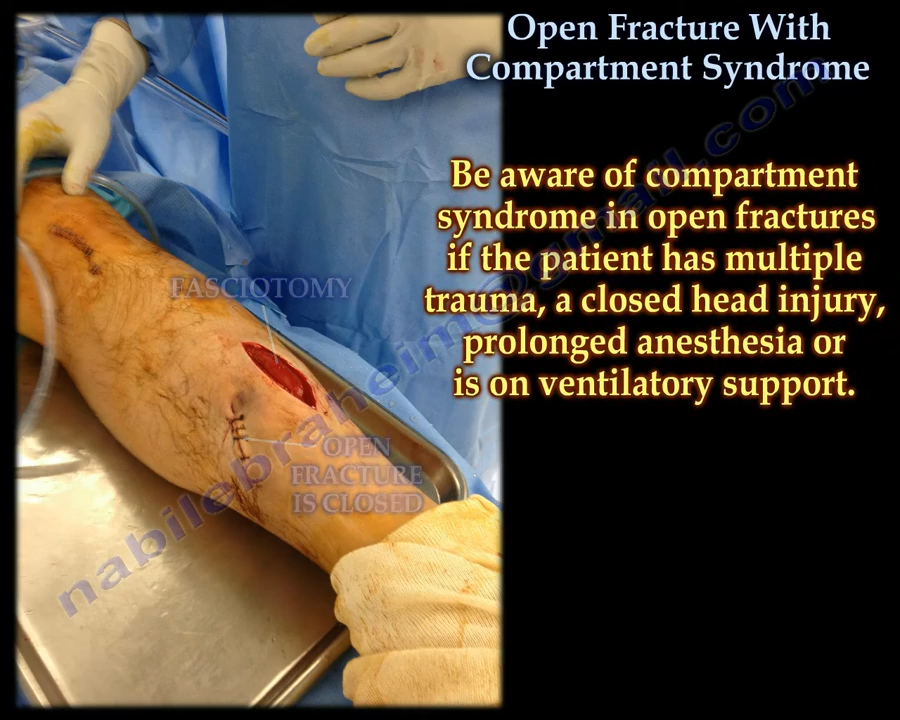 Open Fracture With
Compartment Syndrome
Be aware of compartment
syndrome in open fractures
if the patient has multiple
trauma, a closed head injury,
prolonged anesthesia or
is on ventilatory support.
FASCIOTOMY
OPEN
FRACTURE
IS CLOSED
nabilebraheim@gmail.com